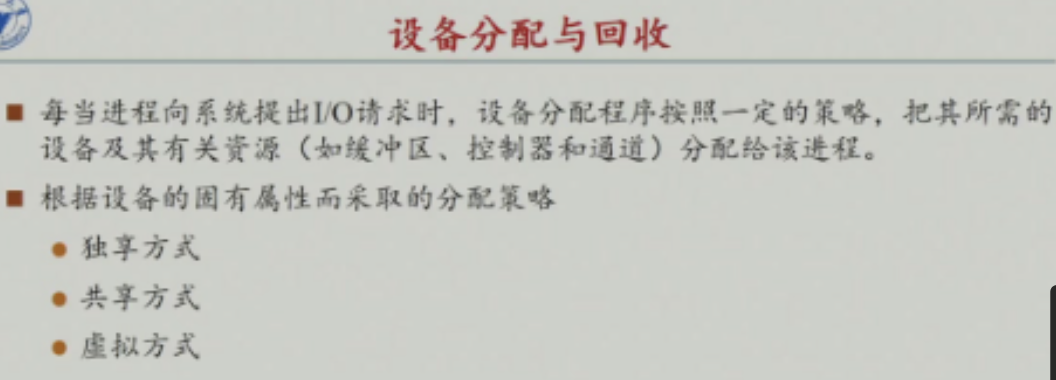 设备分配与回收
■ 每当进程向系统提出I/O请求时，设备分配程序按照一定的策略，把其所需的
设备及其有关资源（如缓冲区、控制器和通道）分配给该进程。
■ 根据设备的固有属性而采取的分配策略
● 独享方式
● 共享方式
● 虚拟方式